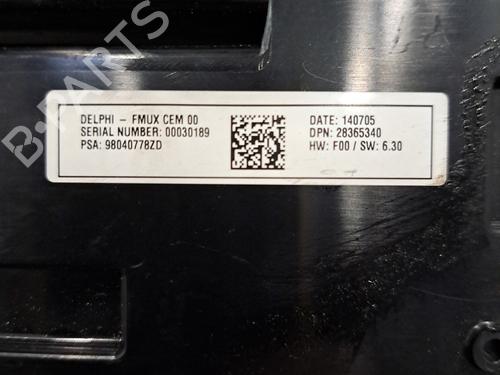 B-PARTS
DELPHI - FMUX CEM 00
SERIAL NUMBER: 00030189
PSA: 98040778ZD
DATE: 140705
DPN: 28365340
HW: F00 / SW: 6.30